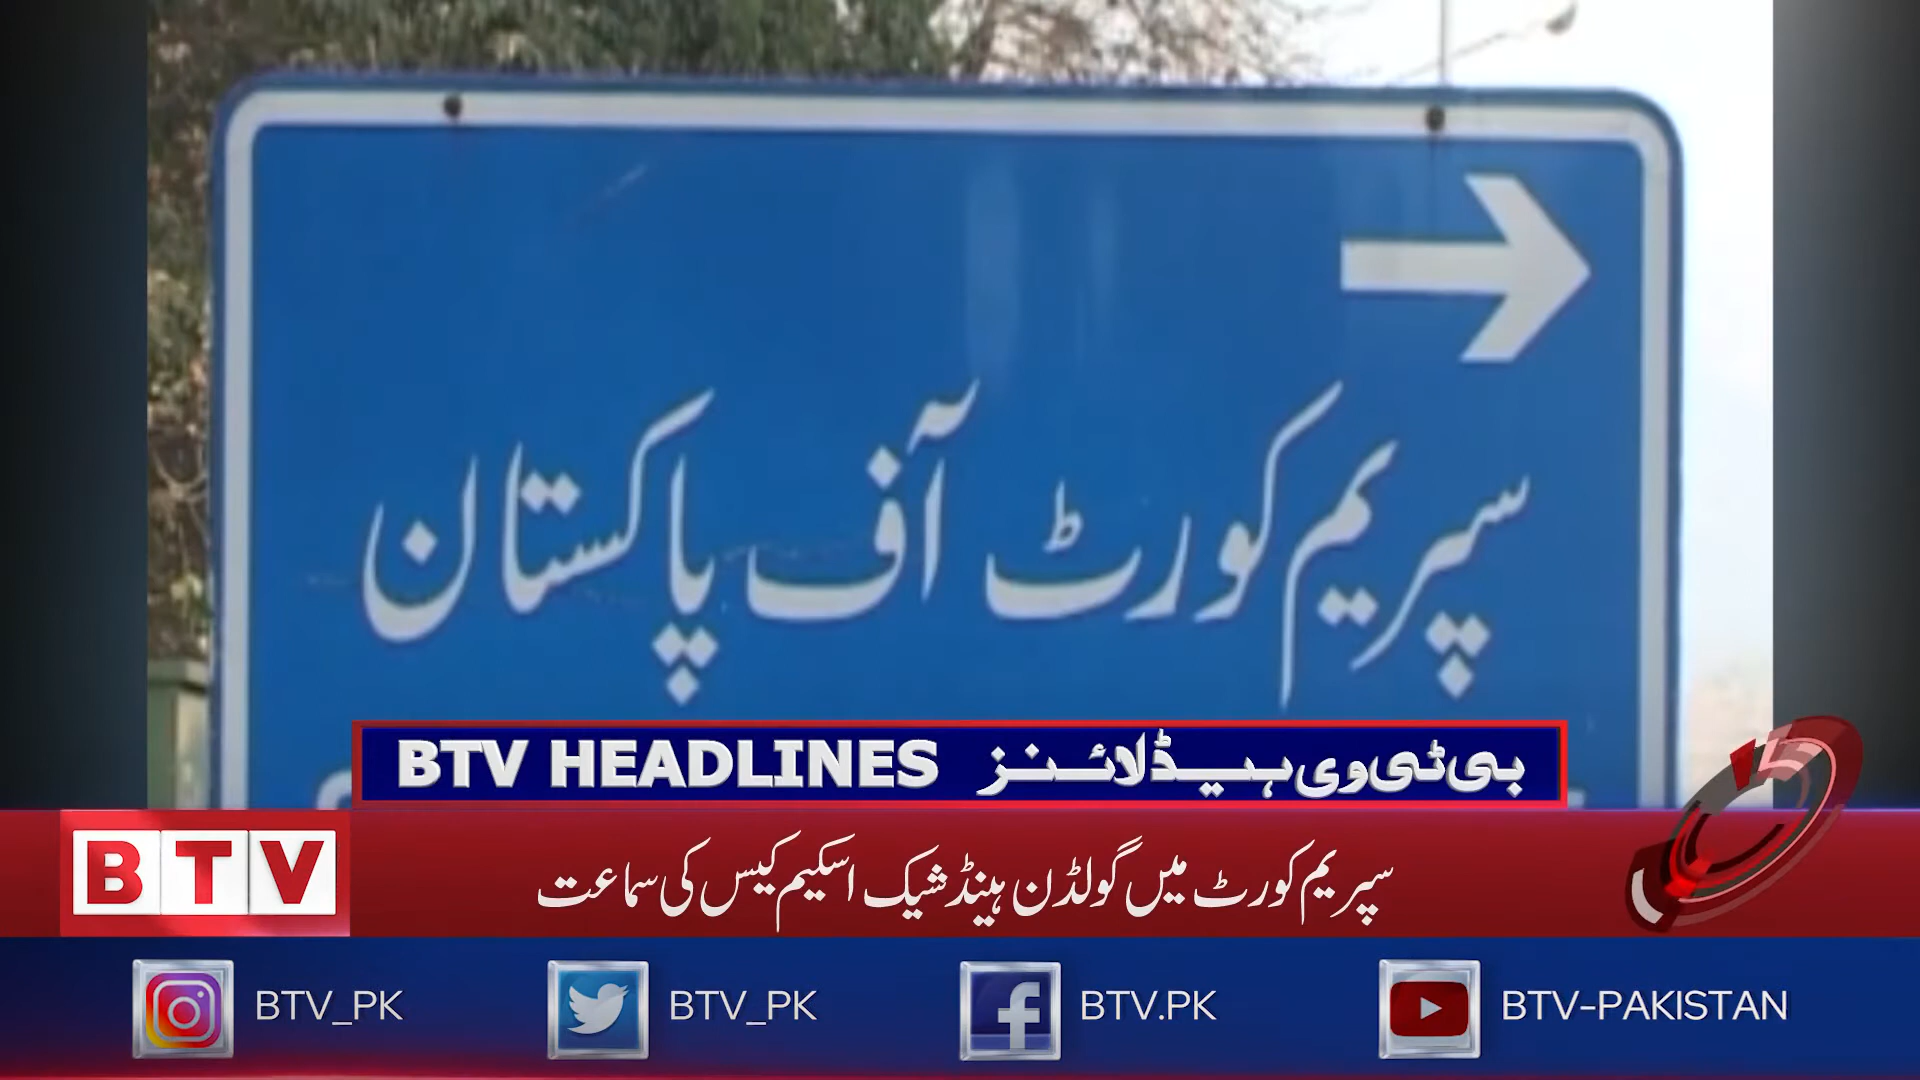 سپریم کورٹ آف پاکستان
BTV HEADLINES بی ٹی وی ہیڈلائنز
BTV
سپریم کورٹ میں گولڈن ہینڈ شیک اسکیم کیس کی سماعت
BTV_PK BTV_PK BTV.PK BTV-PAKISTAN